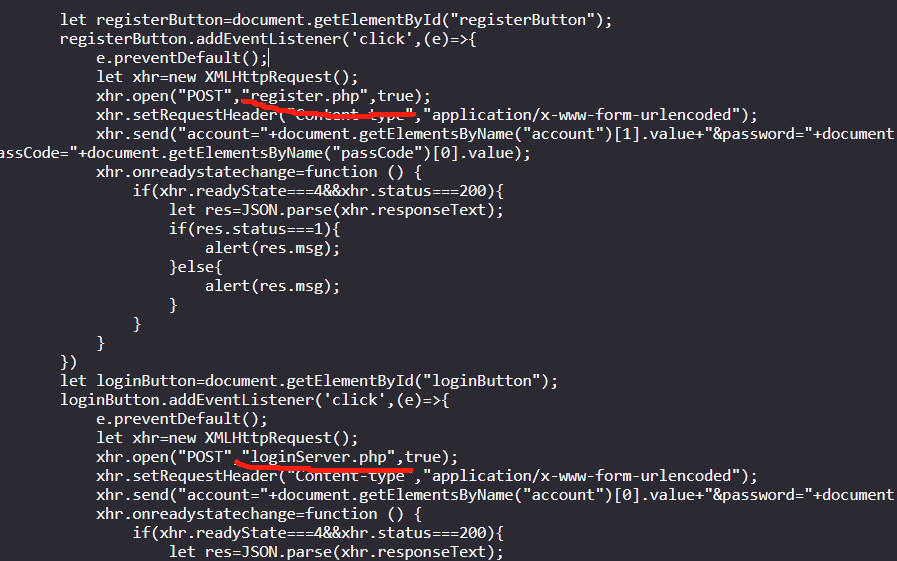 let registerButton=document.getElementById("registerButton");
registerButton.addEventListener('click',(e)=>{
e.preventDefault();
let xhr=new XMLHttpRequest();
xhr.open("POST","register.php",true);
xhr.setRequestHeader("Content-type","application/x-www-form-urlencoded");
xhr.send("account="+document.getElementsByName("account")[1].value+"&password="+document
assCode="+document.getElementsByName("passCode")[0].value);
xhr.onreadystatechange=function () {
if(xhr.readyState===4&&xhr.status===200){
let res=JSON.parse(xhr.responseText);
if(res.status===1){
alert(res.msg);
}else{
alert(res.msg);
}
}
}
})
let loginButton=document.getElementById("loginButton");
loginButton.addEventListener('click',(e)=>{
e.preventDefault();
let xhr=new XMLHttpRequest();
xhr.open("POST","loginServer.php",true);
xhr.setRequestHeader("Content-type","application/x-www-form-urlencoded");
xhr.send("account="+document.getElementsByName("account")[0].value+"&password="+document
xhr.onreadystatechange=function () {
if(xhr.readyState===4&&xhr.status===200){
let res=JSON.parse(xhr.responseText);